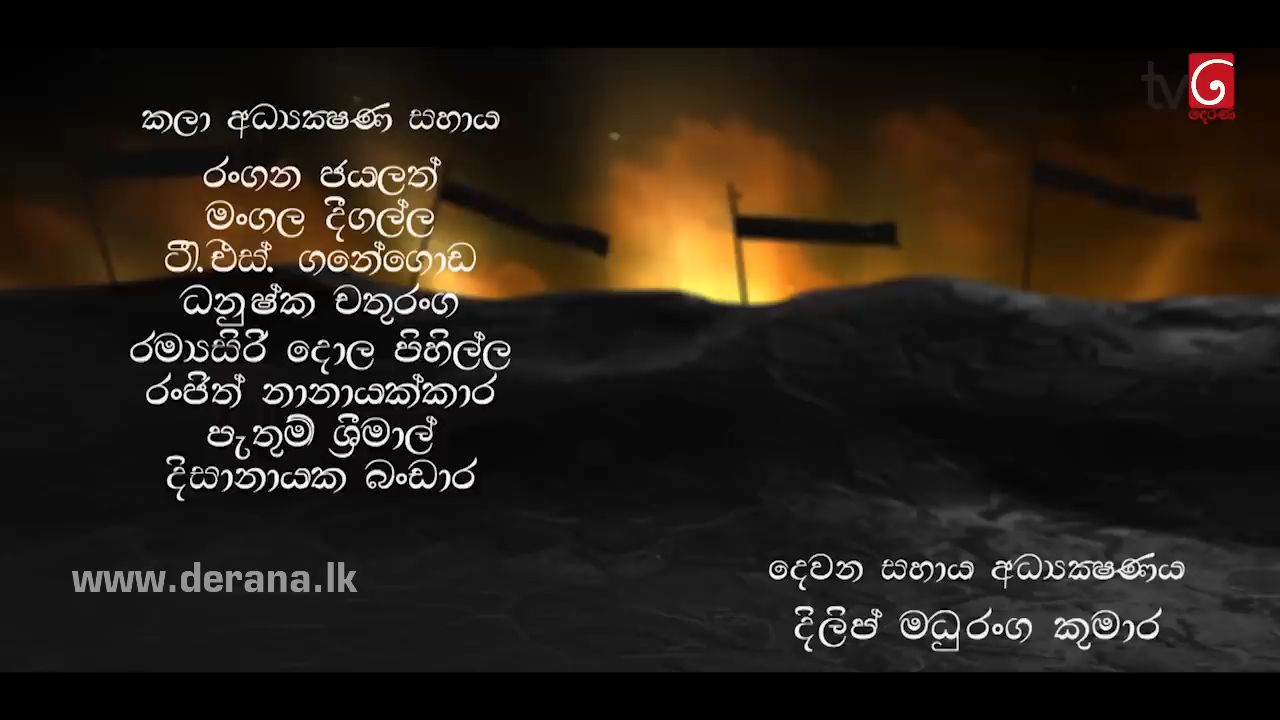 tv
දෙරණ
කලා අධ්‍යක්ෂණ සහාය
රංගන ජයලත්
මංගල දීගල්ල
ටී. එස්. ගනේගොඩ
ධනුෂ්ක චතුරංග
රම්‍යසිරි දොල පිහිල්ල
රංජිත් නානායක්කාර
පැතුම් ශ්‍රීමාල්
දිසානායක බංඩාර
www.derana.lk
දෙවන සහාය අධ්‍යක්ෂණය
දිලිප් මධුරංග කුමාර